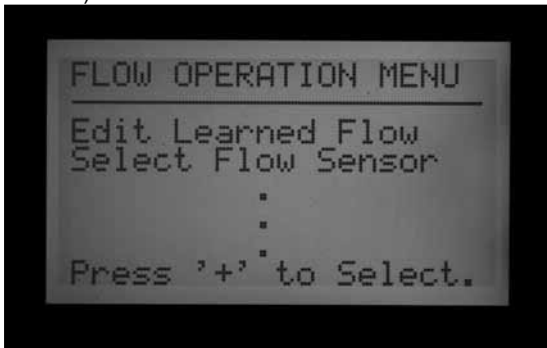 FLOW OPERATION MENU
Edit Learned Flow
Select Flow Sensor
.
.
.
Press '+' to Select.